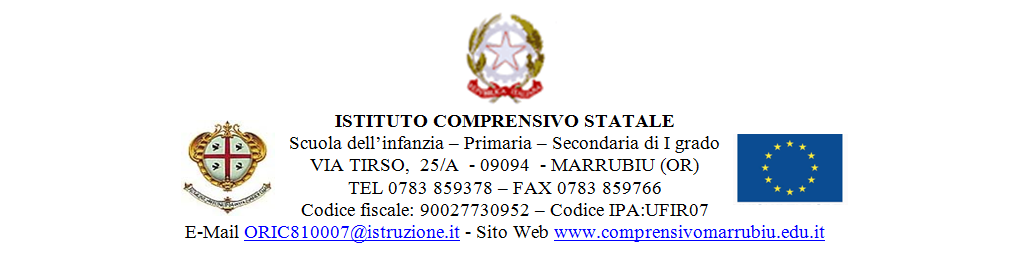 ISTITUTO COMPRENSIVO STATALE
Scuola dell’infanzia – Primaria – Secondaria di I grado
VIA TIRSO,  25/A  - 09094  - MARRUBIU (OR)
TEL 0783 859378 – FAX 0783 859766
Codice fiscale: 90027730952 – Codice IPA:UFIR07
E-Mail ORIC810007@istruzione.it - Sito Web www.comprensivomarrubiu.edu.it